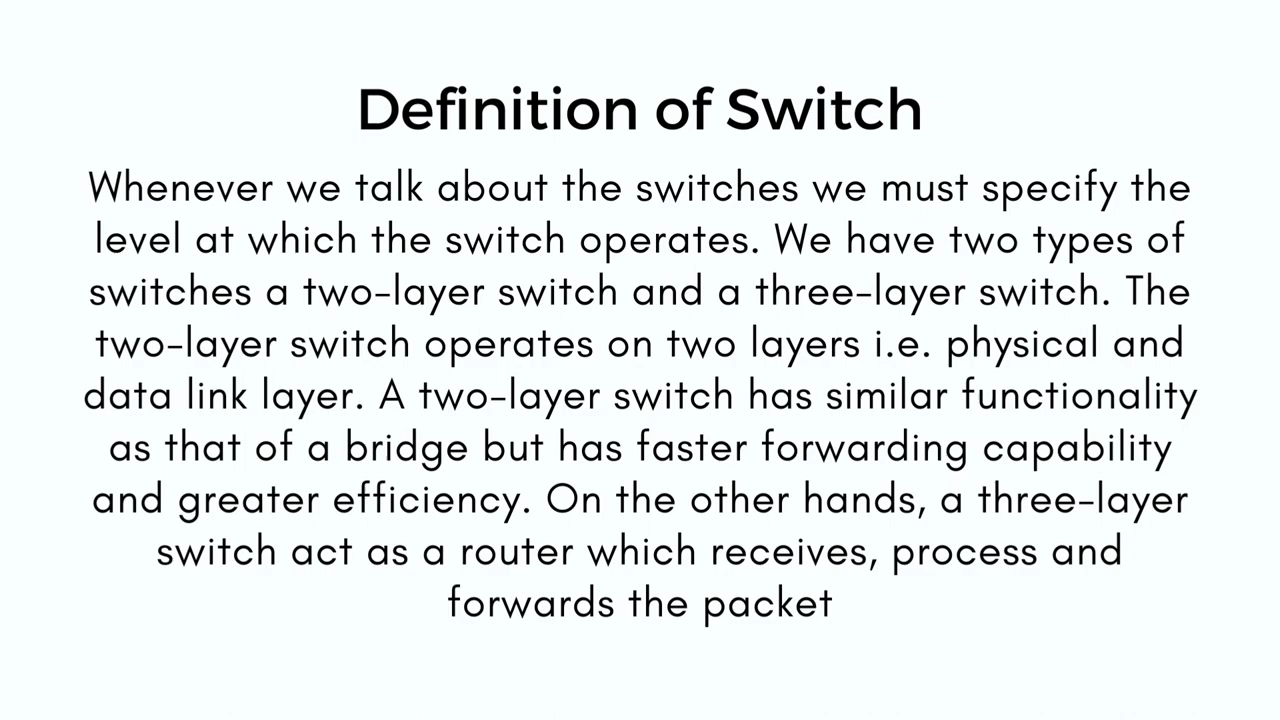 Definition of Switch
Whenever we talk about the switches we must specify the
level at which the switch operates. We have two types of
switches a two-layer switch and a three-layer switch. The
two-layer switch operates on two layers i.e. physical and
data link layer. A two-layer switch has similar functionality
as that of a bridge but has faster forwarding capability
and greater efficiency. On the other hands, a three-layer
switch act as a router which receives, process and
forwards the packet